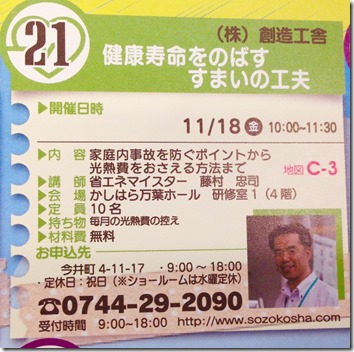 21
（株）創造工舎
健康寿命をのばす
すまいの工夫
▶開催日時
11/18㊎ 10:00~11:30
▶内 容 家庭内事故を防ぐポイントから
光熱費をおさえる方法まで 地図 C-3
▶講 師 省エネマイスター 藤村 忠司
▶会 場 かしはら万葉ホール 研修室1（4階）
▶定 員 10名
▶持ち物 毎月の光熱費の控え
▶材料費 無料
お申込先
今井町4-11-17 ・9:00~18:00
・定休日：祝日（※ショールームは水曜定休）
☎0744-29-2090
受付時間 9:00~18:00 http://www.sozokosha.com/